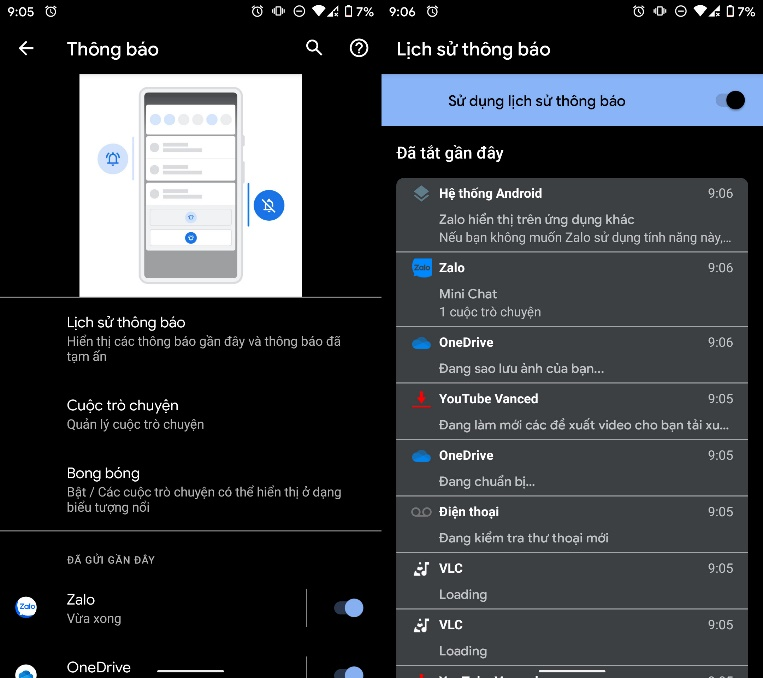 9:05
7%
Thông báo
Lịch sử thông báo
Hiển thị các thông báo gần đây và thông báo đã
tạm ẩn
Cuộc trò chuyện
Quản lý cuộc trò chuyện
Bong bóng
Bật / Các cuộc trò chuyện có thể hiển thị ở dạng
biểu tượng nổi
ĐÃ GỬI GẦN ĐÂY
Zalo
Zalo
Vừa xong
OneDrive
9:06
7%
Lịch sử thông báo
Sử dụng lịch sử thông báo
Đã tắt gần đây
Hệ thống Android 9:06
Zalo hiển thị trên ứng dụng khác
Nếu bạn không muốn Zalo sử dụng tính năng này,...
Zalo
Zalo 9:06
Mini Chat
1 cuộc trò chuyện
OneDrive 9:06
Đang sao lưu ảnh của bạn...
YouTube Vanced 9:05
Đang làm mới các đề xuất video cho bạn tải xu...
OneDrive 9:05
Đang chuẩn bị...
Điện thoại 9:05
Đang kiểm tra thư thoại mới
VLC 9:05
Loading
VLC 9:05
Loading